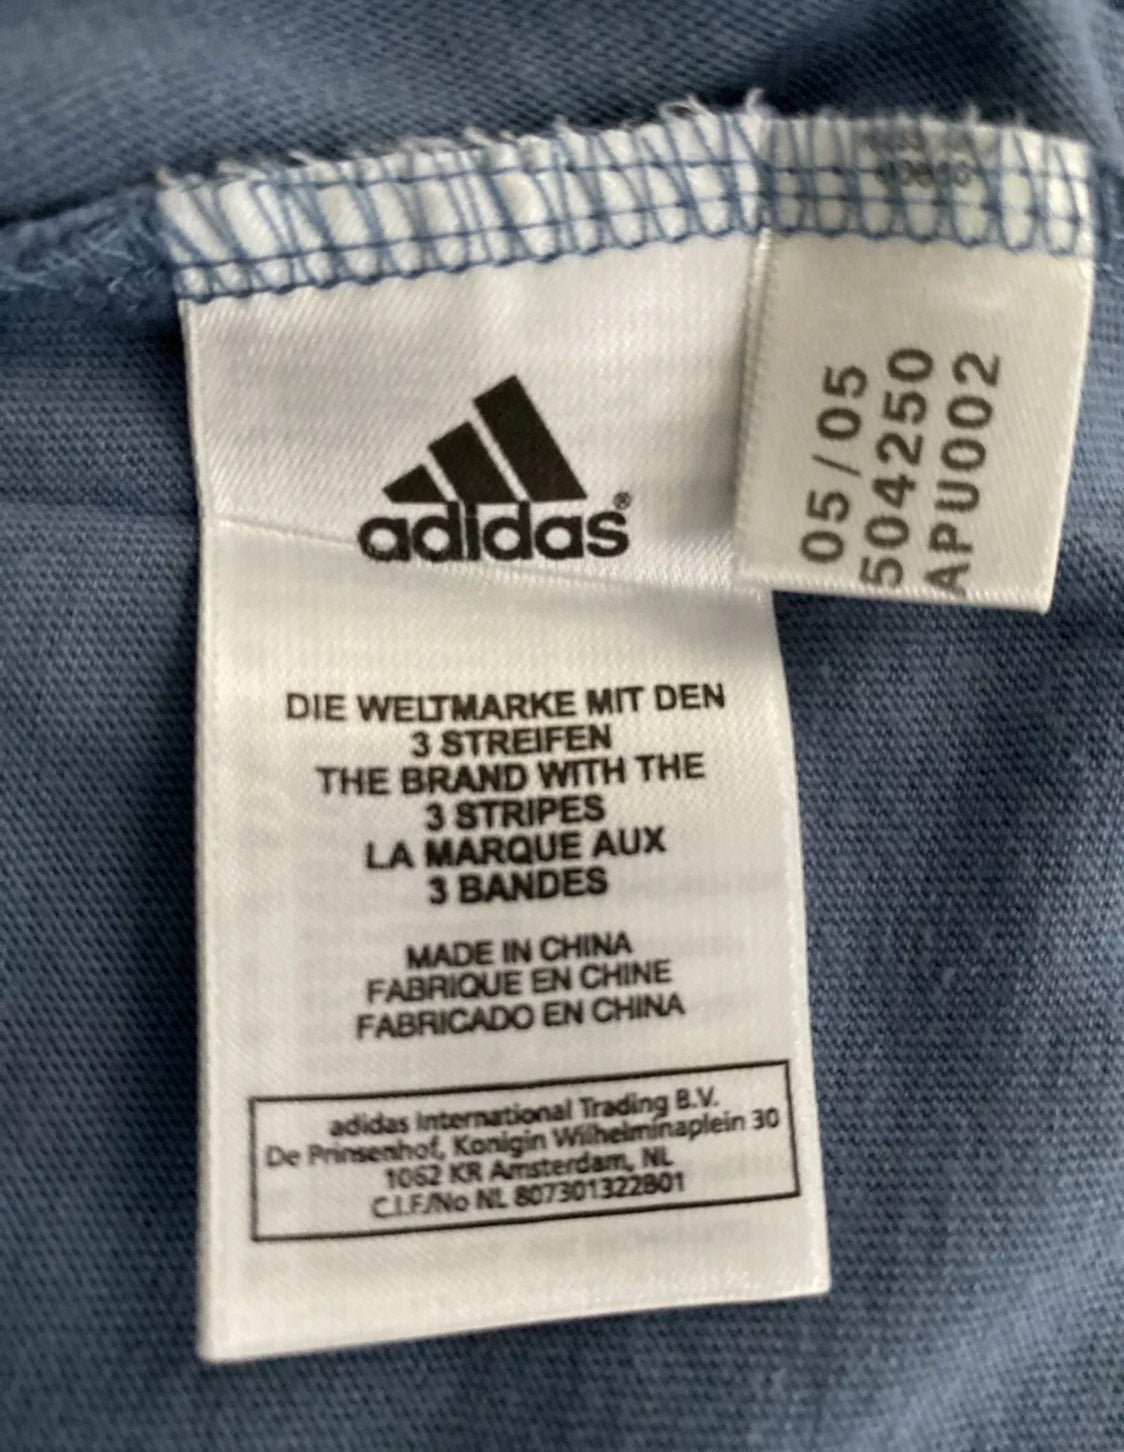 adidas®
DIE WELTMARKE MIT DEN
3 STREIFEN
THE BRAND WITH THE
3 STRIPES
LA MARQUE AUX
3 BANDES
MADE IN CHINA
FABRIQUE EN CHINE
FABRICADO EN CHINA
adidas International Trading B.V.
De Prinsenhof, Konigin Wilhelminaplein 30
1062 KR Amsterdam, NL
C.I.F./No NL 807301322B01
05/05
504250
APU002